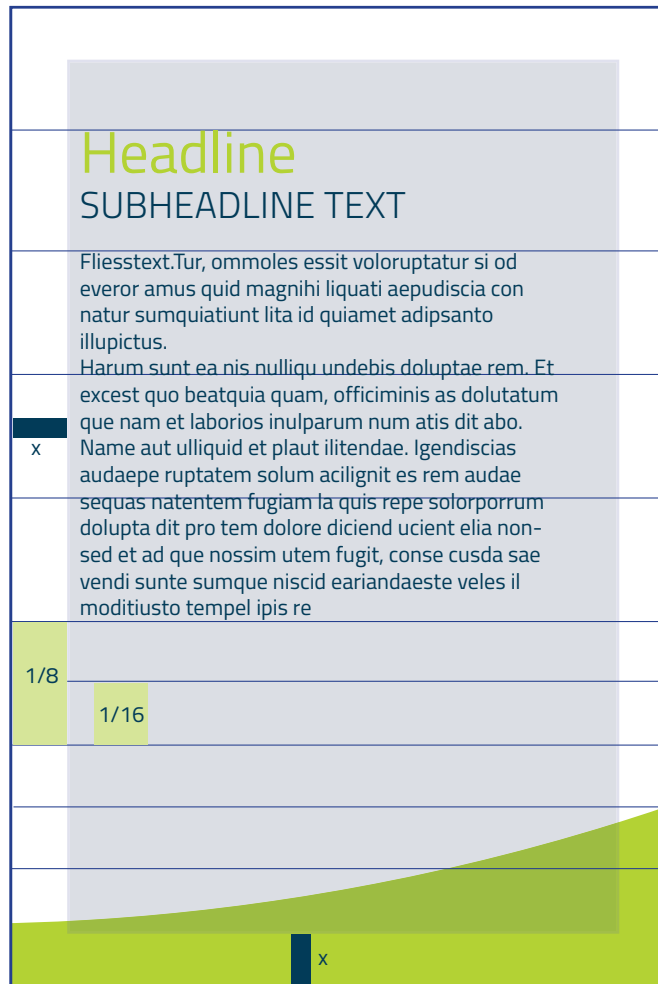 Headline
SUBHEADLINE TEXT
Fliesstext.Tur, ommoles essit voloruptatur si od
everor amus quid magnihi liquati aepudiscia con
natur sumquiatiunt lita id quiamet adipsanto
illupictus.
Harum sunt ea nis nulliqu undebis doluptae rem. Et
excest quo beatquia quam, officiminis as dolutatum
que nam et laborios inulparum num atis dit abo.
x
Name aut ulliquid et plaut ilitendae. Igendiscias
audaepe ruptatem solum acilignit es rem audae
sequas natentem fugiam la quis repe solorporrum
dolupta dit pro tem dolore diciend ucient elia non-
sed et ad que nossim utem fugit, conse cusda sae
vendi sunte sumque niscid eariandaeste veles il
moditiusto tempel ipis re
1/8
1/16
x